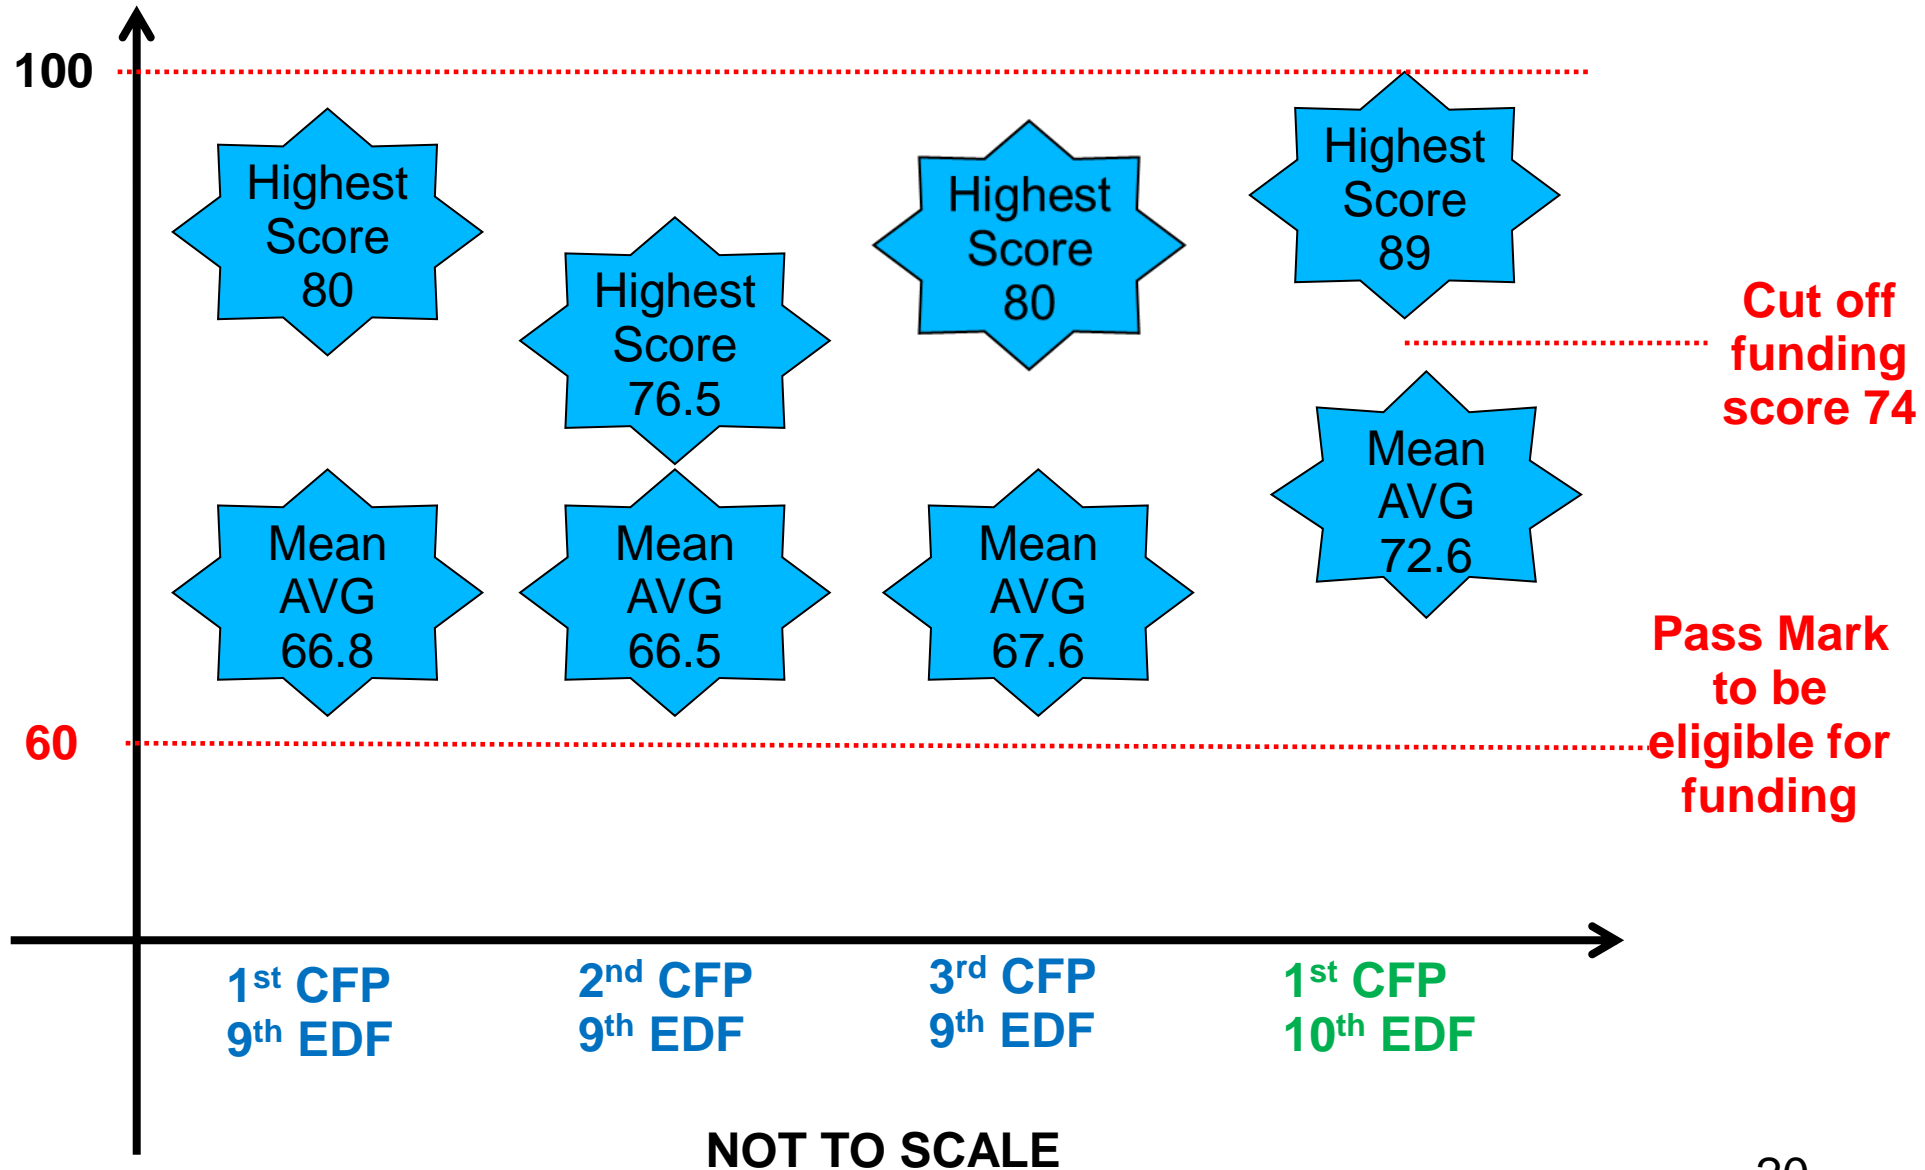 100
Highest
Score
80
Highest
Score
76.5
Highest
Score
80
Highest
Score
89
Cut off
funding
score 74
Mean
AVG
66.8
Mean
AVG
66.5
Mean
AVG
67.6
Mean
AVG
72.6
Pass Mark
to be
eligible for
funding
60
1st CFP
9th EDF
2nd CFP
9th EDF
3rd CFP
9th EDF
1st CFP
10th EDF
NOT TO SCALE